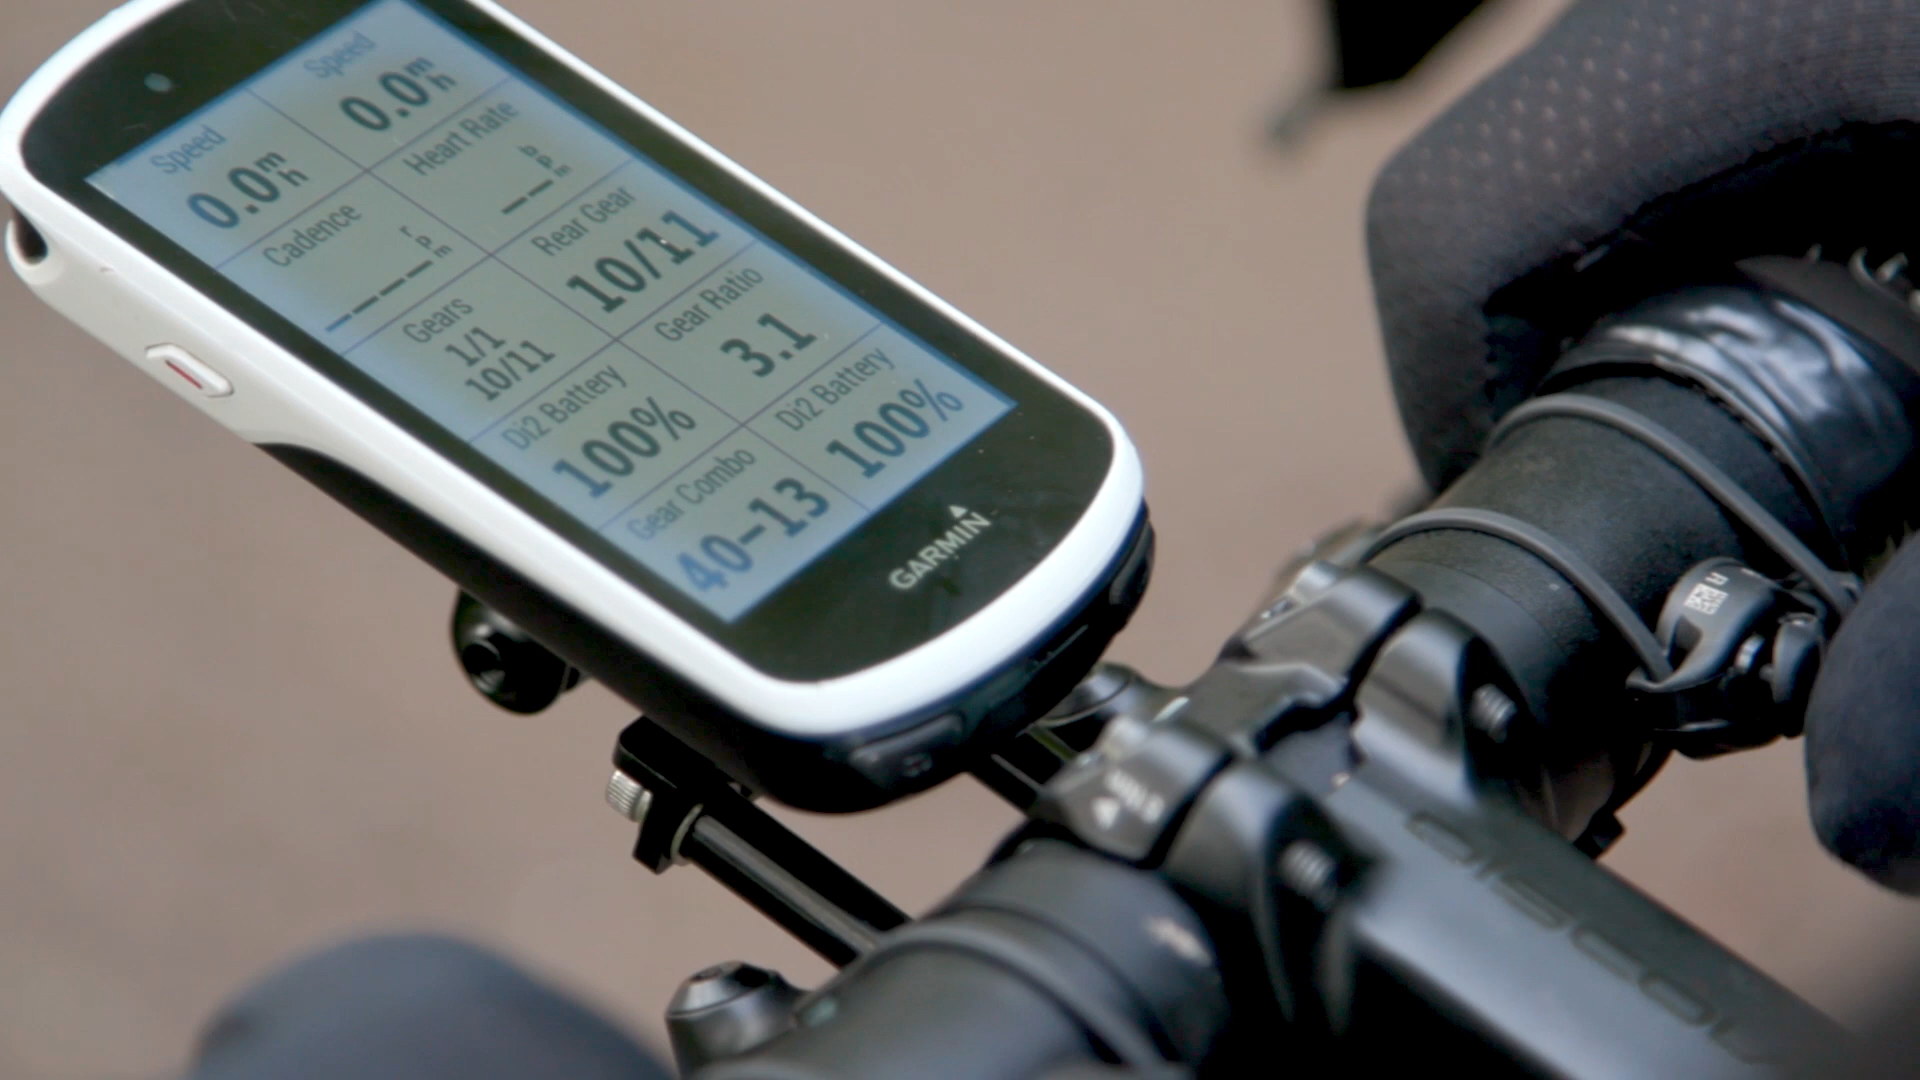 Speed
0.0 m h
Speed
0.0 m h
Cadence
---- r p m
Heart Rate
-- b p m
Gears
1/1
10/11
Rear Gear
10/11
Di2 Battery
100%
Gear Ratio
3.1
Gear Combo
40-13
Di2 Battery
100%
GARMIN